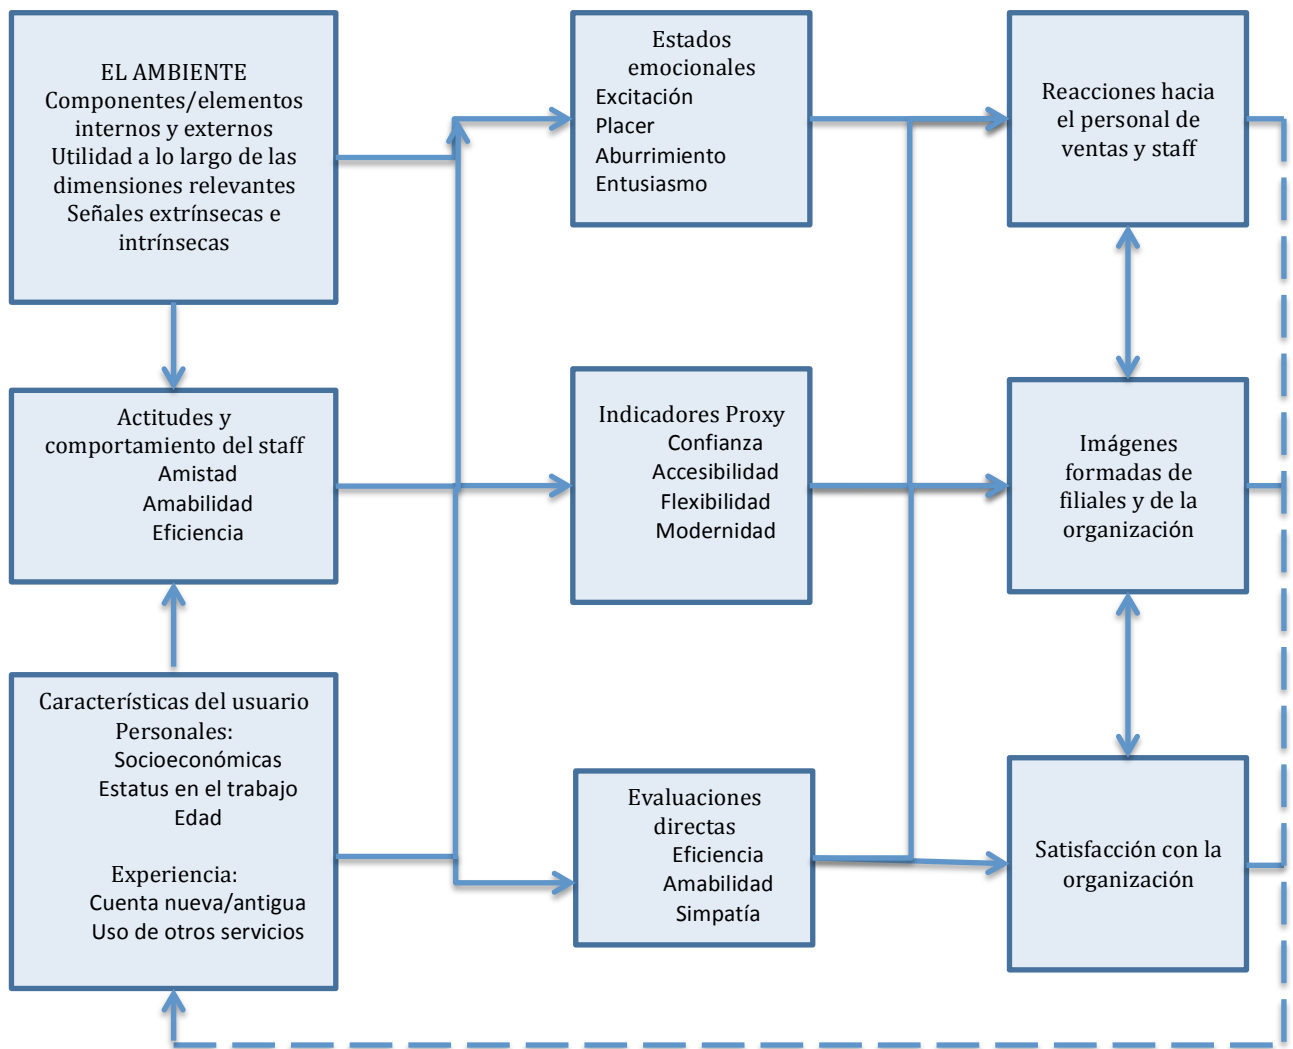 EL AMBIENTE
Componentes/elementos
internos y externos
Utilidad a lo largo de las
dimensiones relevantes
Señales extrínsecas e
intrínsecas
Actitudes y
comportamiento del staff
Amistad
Amabilidad
Eficiencia
Características del usuario
Personales:
Socioeconómicas
Estatus en el trabajo
Edad
Experiencia:
Cuenta nueva/antigua
Uso de otros servicios
Estados
emocionales
Excitación
Placer
Aburrimiento
Entusiasmo
Indicadores Proxy
Confianza
Accesibilidad
Flexibilidad
Modernidad
Evaluaciones
directas
Eficiencia
Amabilidad
Simpatía
Reacciones hacia
el personal de
ventas y staff
Imágenes
formadas de
filiales y de la
organización
Satisfacción con la
organización